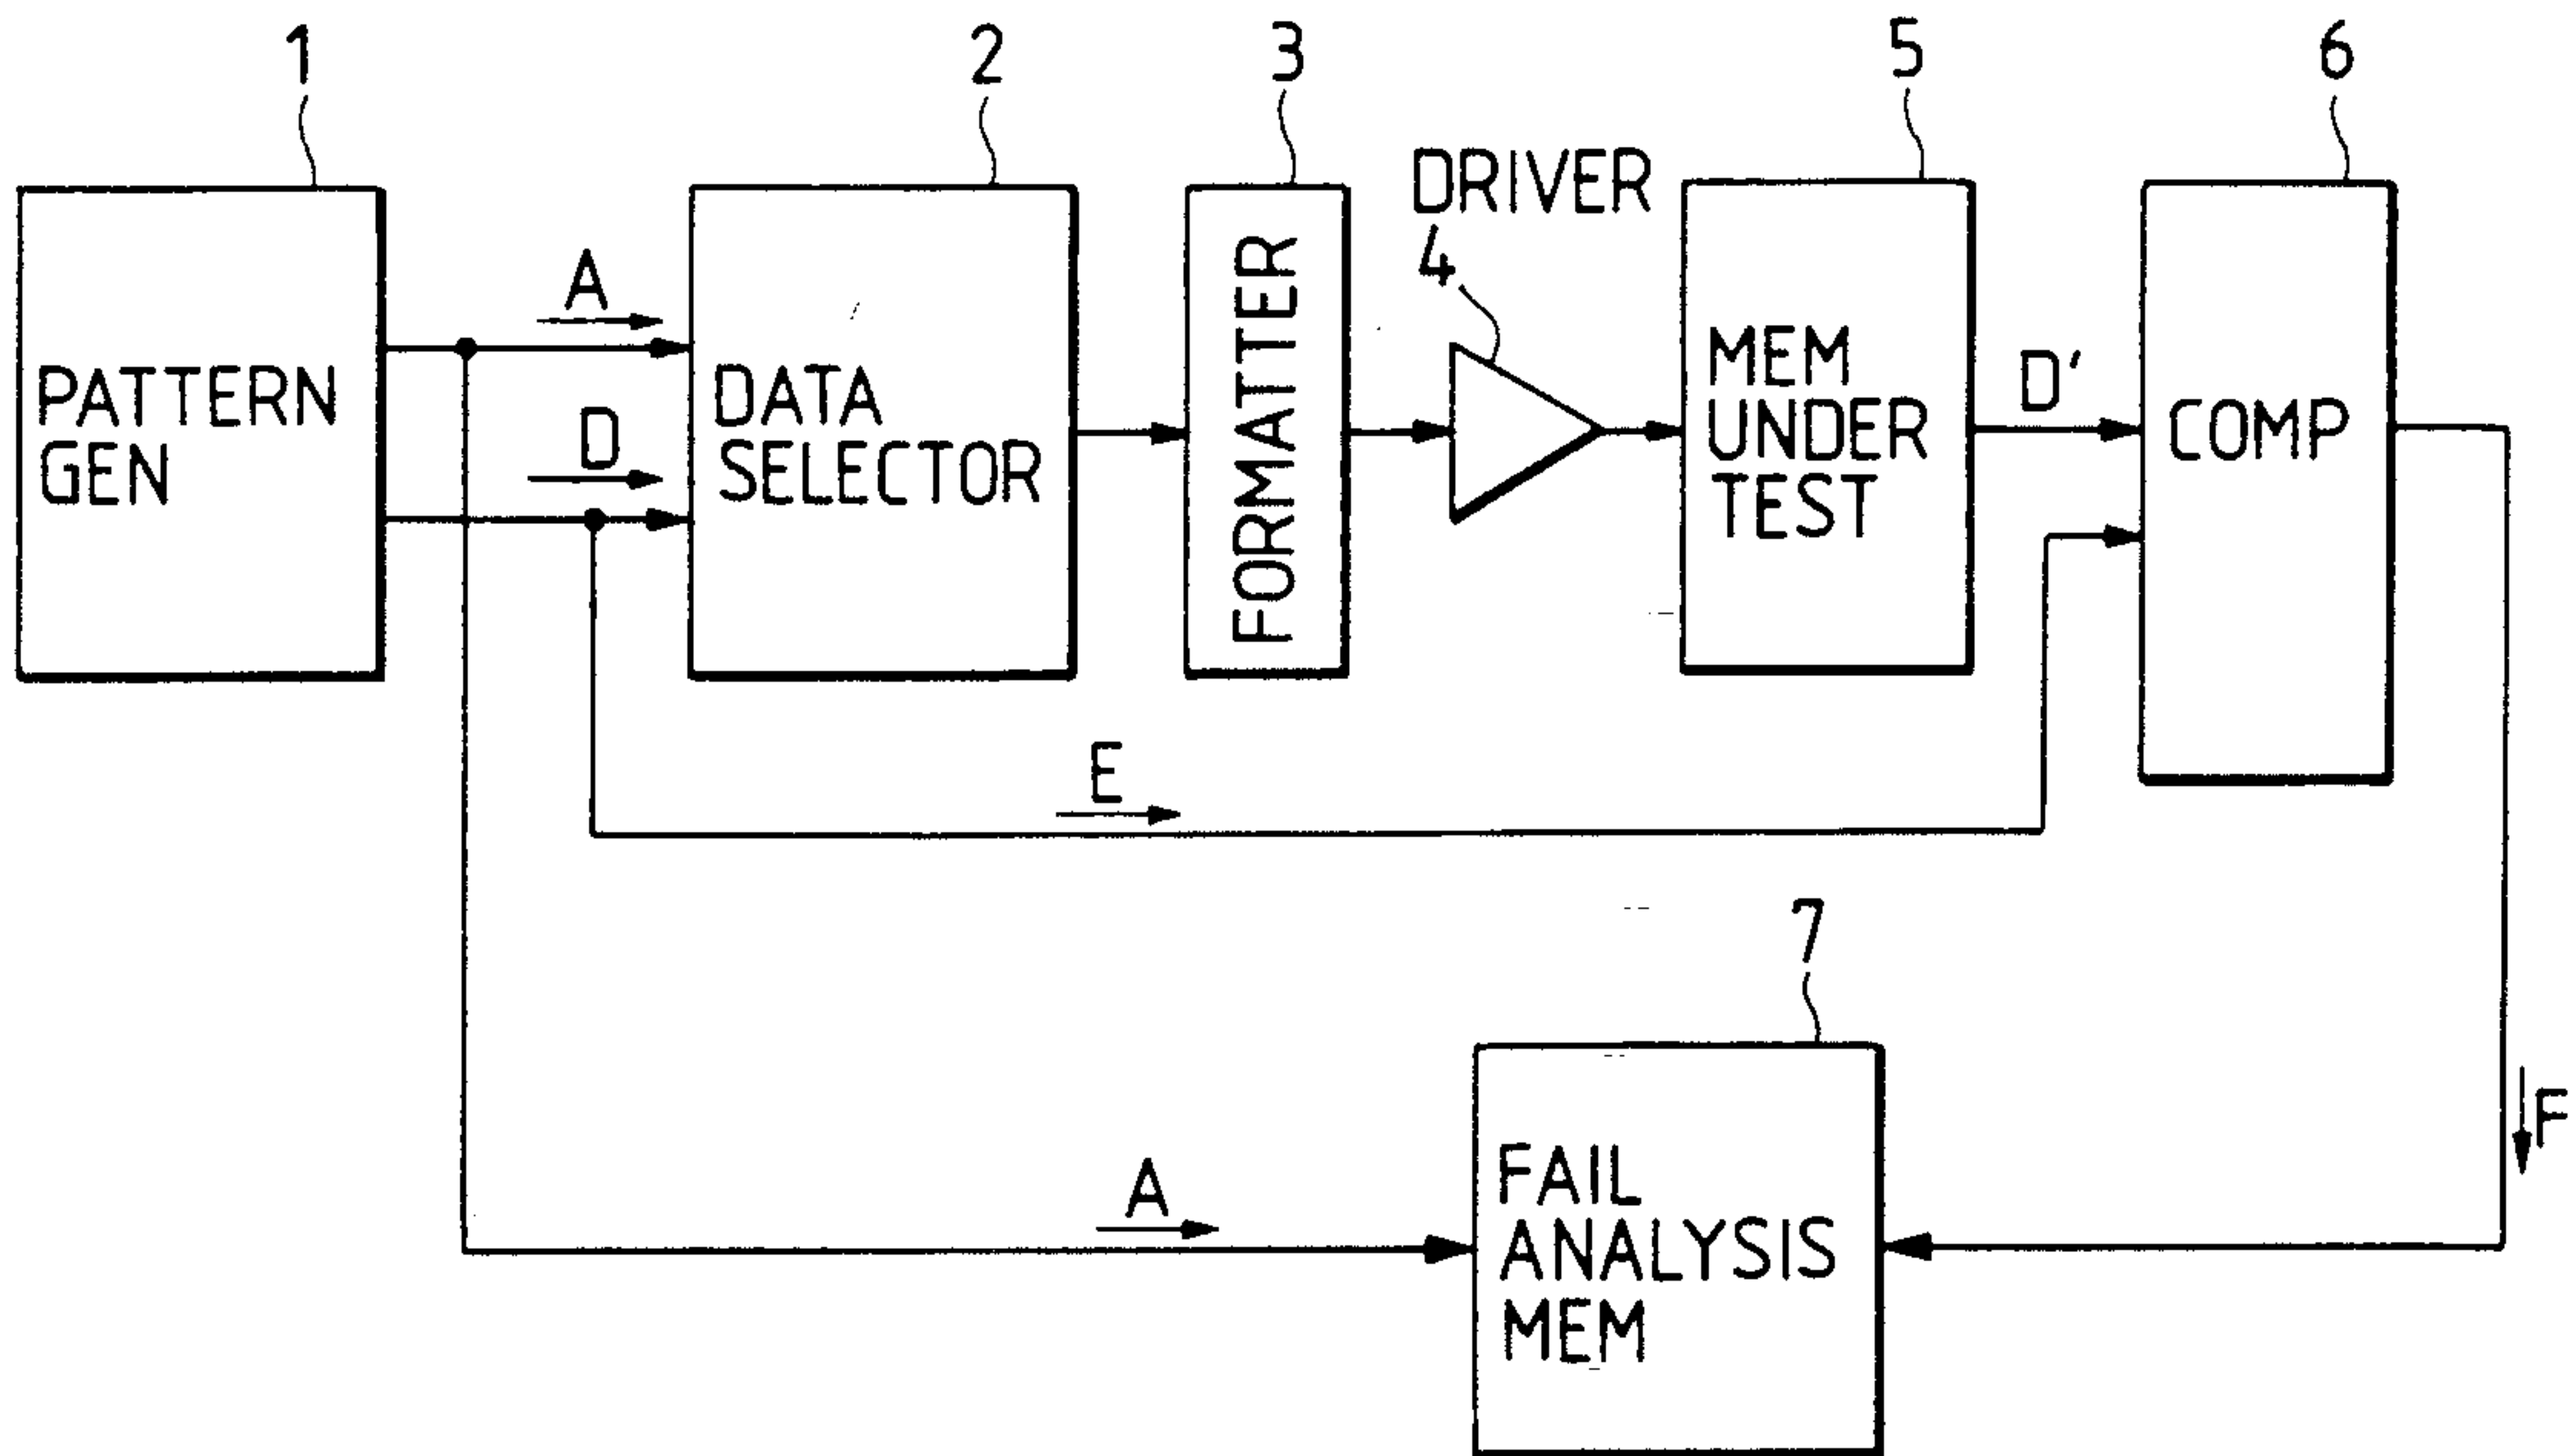 1
2
3
5
6
DRIVER
4
A
PATTERN
GEN
D
DATA
SELECTOR
FORMATTER
MEM
UNDER
TEST
D'
COMP
E
7
F
A
FAIL
ANALYSIS
MEM